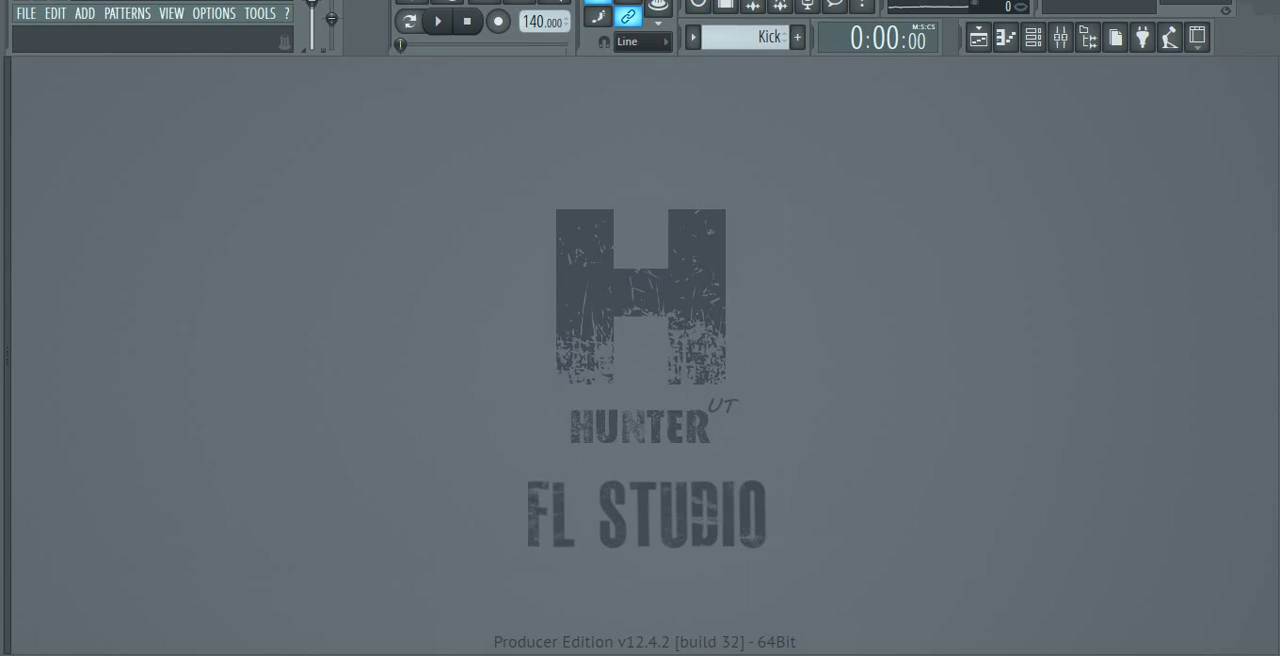 FILE EDIT ADD PATTERNS VIEW OPTIONS TOOLS ?
140.000
0
Line
Kick
M:S:CS
0:00:00
H
HUNTER UT
FL STUDIO
Producer Edition v12.4.2 [build 32] - 64Bit